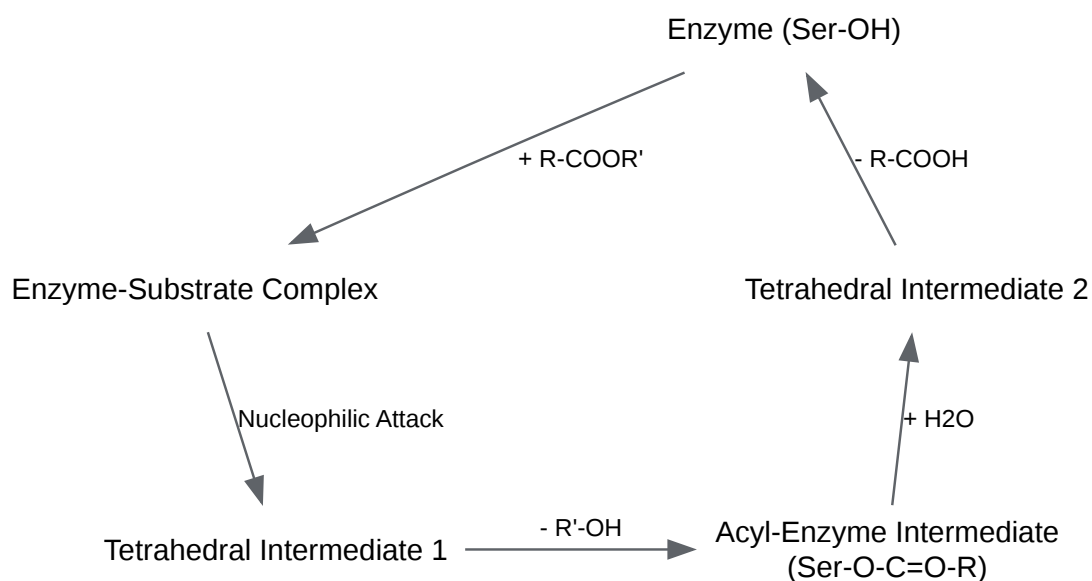 Enzyme (Ser-OH)
+ R-COOR'
- R-COOH
Enzyme-Substrate Complex
Tetrahedral Intermediate 2
Nucleophilic Attack
+ H2O
Tetrahedral Intermediate 1
- R'-OH
Acyl-Enzyme Intermediate
(Ser-O-C=O-R)